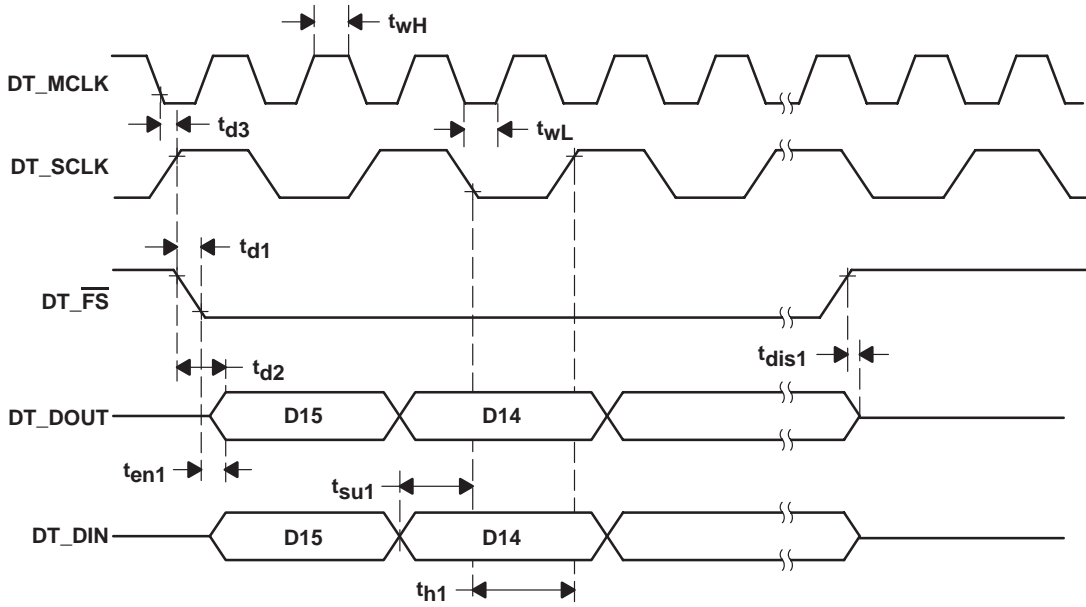 twH
DT_MCLK
td3
twL
DT_SCLK
td1
DT_FS
tdis1
td2
DT_DOUT
D15
D14
ten1
tsu1
DT_DIN
D15
D14
th1